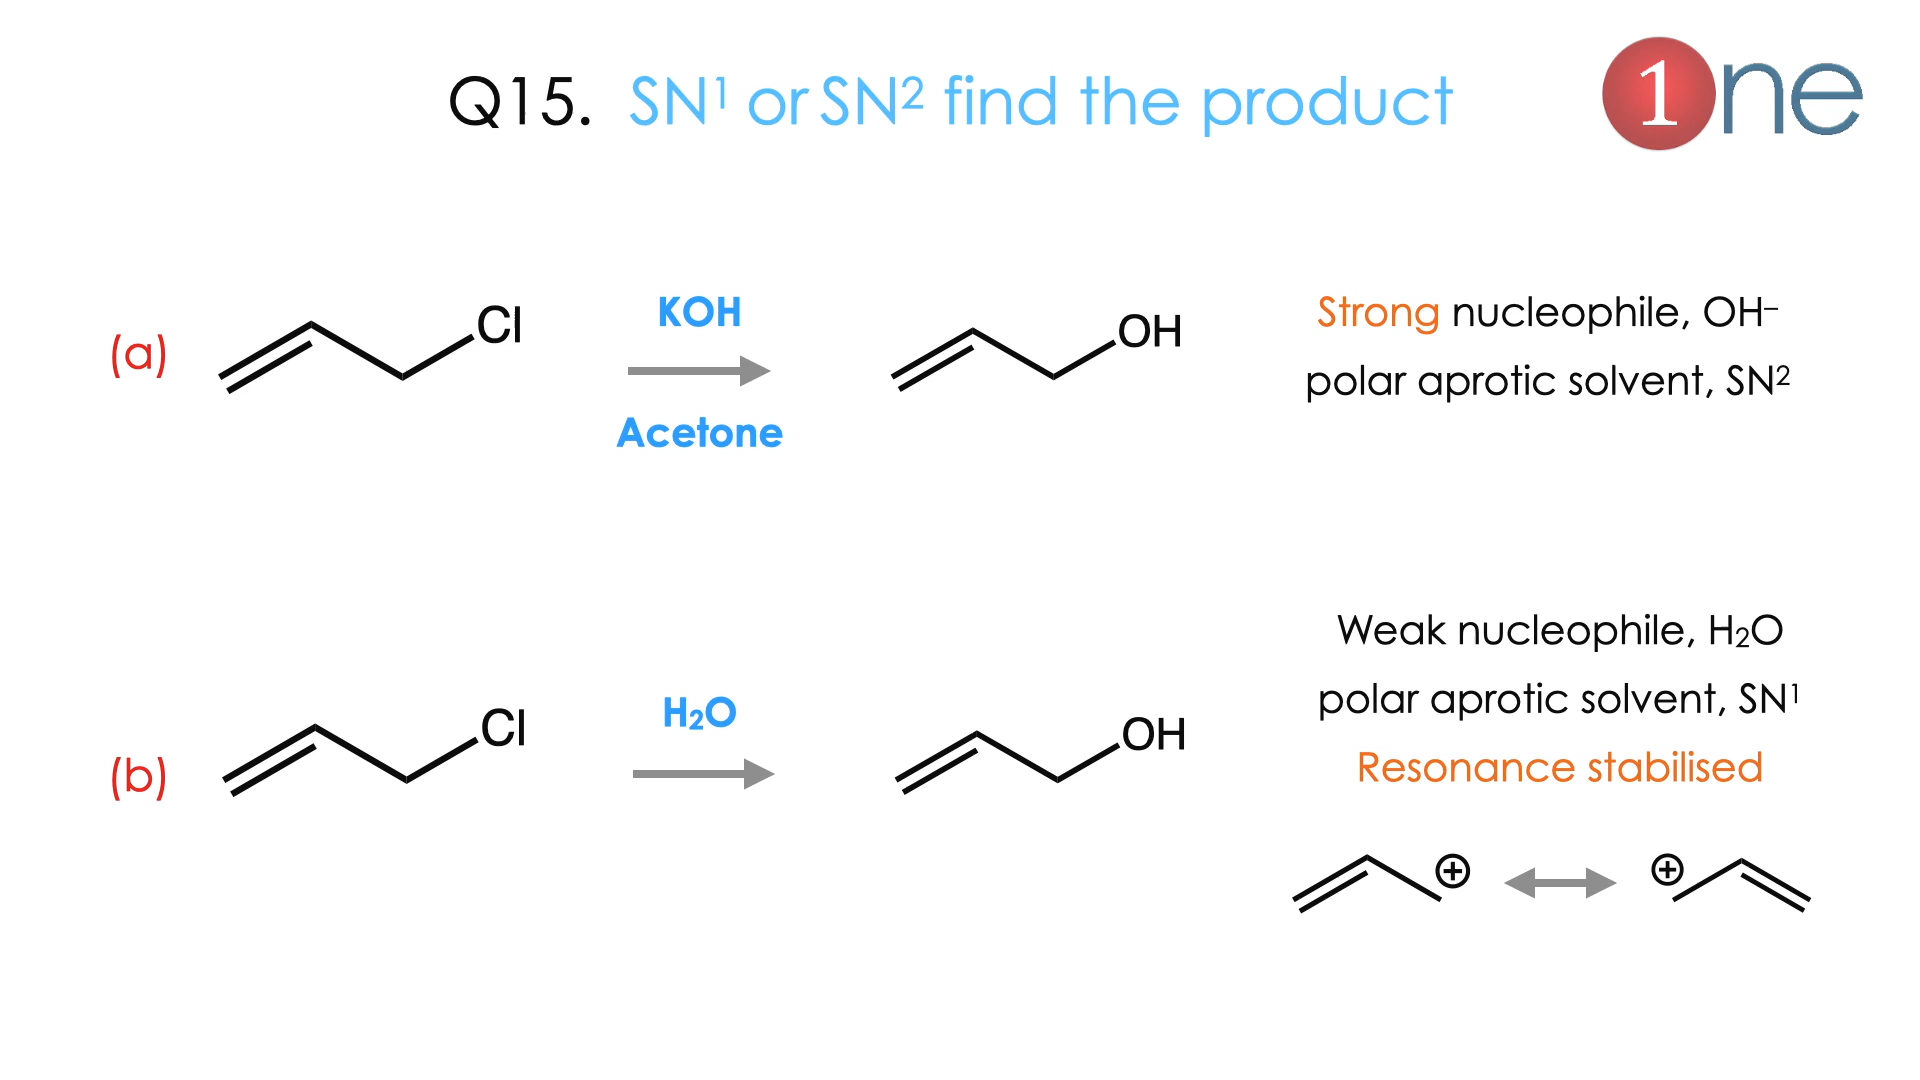 Q15. SN¹ or SN² find the product
1ne
(a)
Cl
KOH
Acetone
OH
Strong nucleophile, OH⁻
polar aprotic solvent, SN²
(b)
Cl
H₂O
OH
Weak nucleophile, H₂O
polar aprotic solvent, SN¹
Resonance stabilised
⊕
⊕